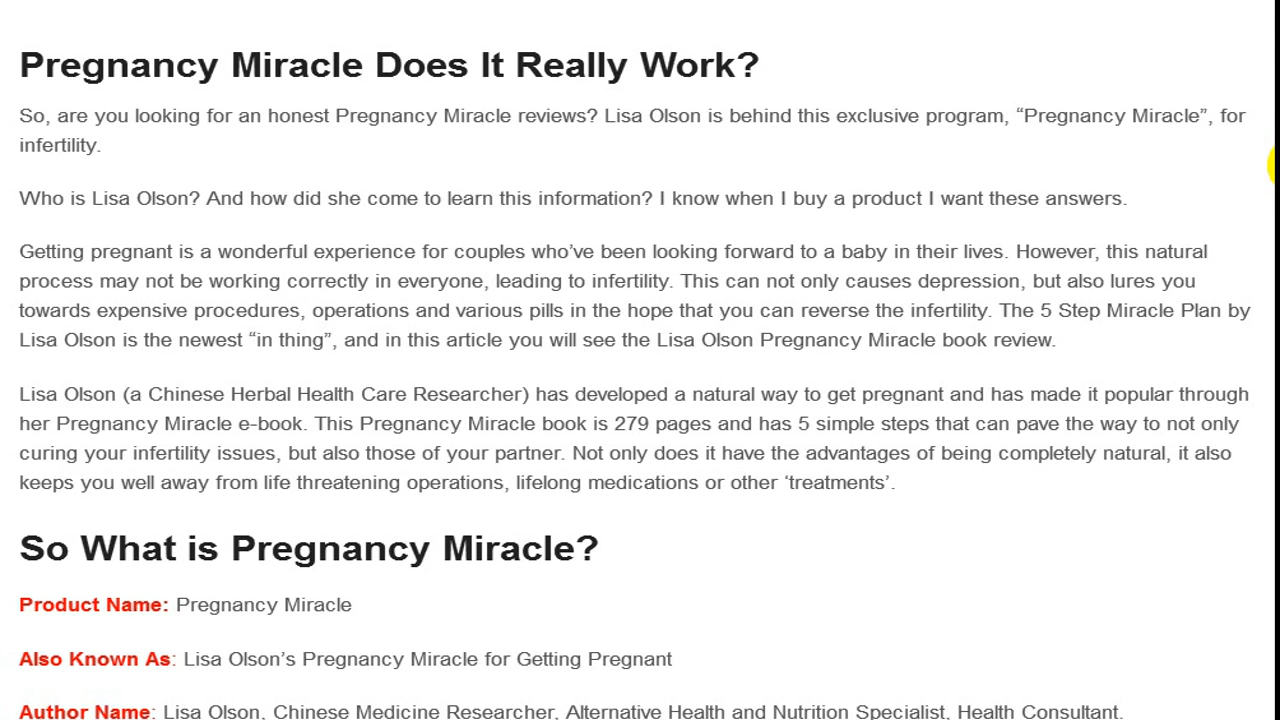 Pregnancy Miracle Does It Really Work?
So, are you looking for an honest Pregnancy Miracle reviews? Lisa Olson is behind this exclusive program, “Pregnancy Miracle”, for
infertility.
Who is Lisa Olson? And how did she come to learn this information? I know when I buy a product I want these answers.
Getting pregnant is a wonderful experience for couples who’ve been looking forward to a baby in their lives. However, this natural
process may not be working correctly in everyone, leading to infertility. This can not only causes depression, but also lures you
towards expensive procedures, operations and various pills in the hope that you can reverse the infertility. The 5 Step Miracle Plan by
Lisa Olson is the newest “in thing”, and in this article you will see the Lisa Olson Pregnancy Miracle book review.
Lisa Olson (a Chinese Herbal Health Care Researcher) has developed a natural way to get pregnant and has made it popular through
her Pregnancy Miracle e-book. This Pregnancy Miracle book is 279 pages and has 5 simple steps that can pave the way to not only
curing your infertility issues, but also those of your partner. Not only does it have the advantages of being completely natural, it also
keeps you well away from life threatening operations, lifelong medications or other ‘treatments’.
So What is Pregnancy Miracle?
Product Name: Pregnancy Miracle
Also Known As: Lisa Olson’s Pregnancy Miracle for Getting Pregnant
Author Name: Lisa Olson, Chinese Medicine Researcher, Alternative Health and Nutrition Specialist, Health Consultant.